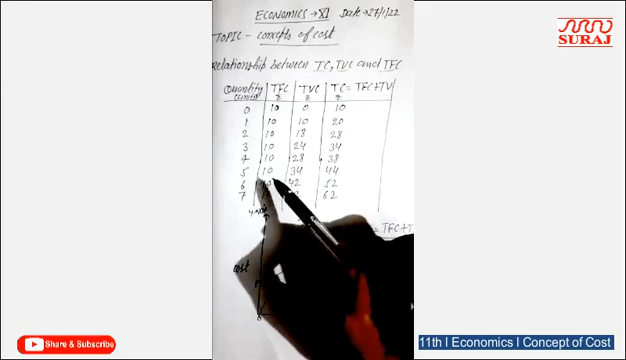 ECONOMICS → XI Date → 27/1/22
TOPIC - concepts of cost
Relationship between TC, TVC and TFC
Quantity (units) TFC ₹ TVC ₹ TC = TFC+TV ₹
0 10 0 10
1 10 10 20
2 10 18 28
3 10 24 34
4 10 28 38
5 10 34 44
6 10 42 52
7 62
= TFC+T
cost
SURAJ
Share & Subscribe
11th I Economics I Concept of Cost